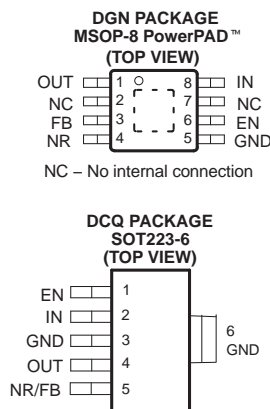 DGN PACKAGE
MSOP-8 PowerPAD™
(TOP VIEW)
OUT 1 8 IN
NC 2 7 NC
FB 3 6 EN
NR 4 5 GND
NC – No internal connection
DCQ PACKAGE
SOT223-6
(TOP VIEW)
EN 1
IN 2
GND 3
OUT 4
NR/FB 5
6
GND